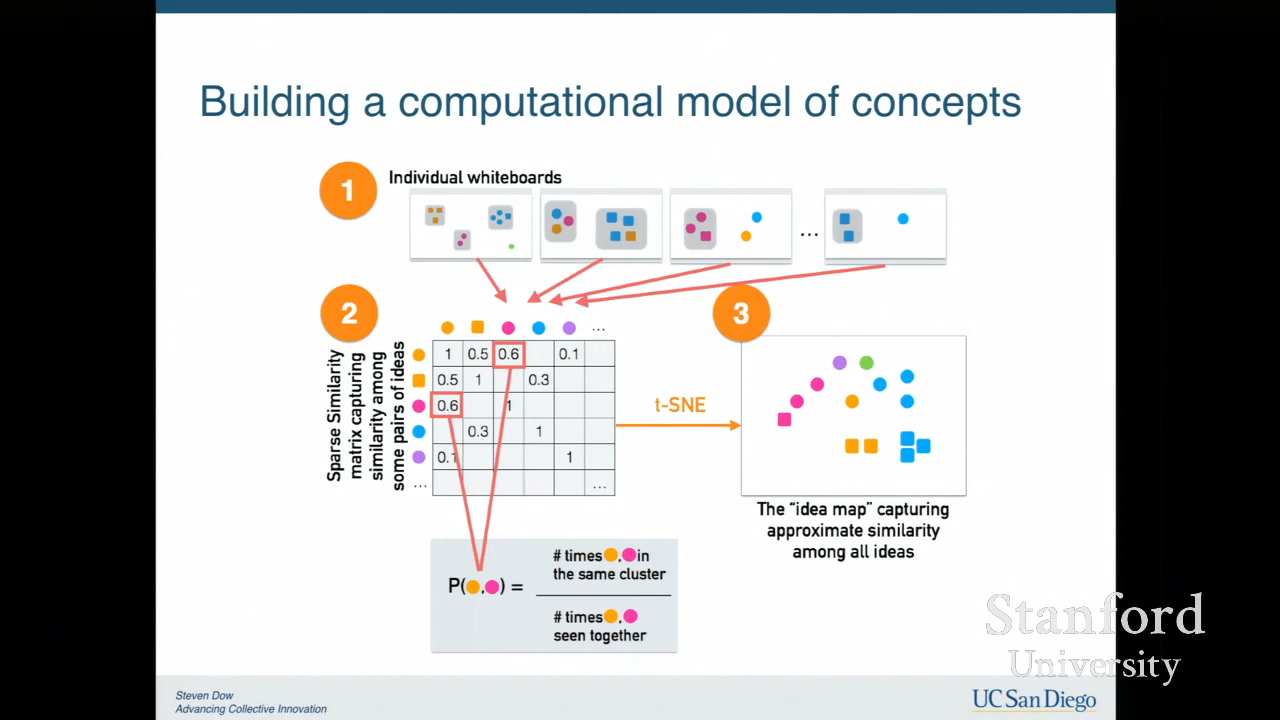 Building a computational model of concepts
1
Individual whiteboards
...
2
Sparse Similarity
matrix capturing
similarity among
some pairs of ideas
...
1 0.5 0.6 0.1
0.5 1 0.3
0.6 1
0.3 1
0.1 1
... ...
t-SNE
3
The “idea map” capturing
approximate similarity
among all ideas
P( , ) =
# times , in
the same cluster
# times ,
seen together
Stanford
University
Steven Dow
Advancing Collective Innovation
UC San Diego